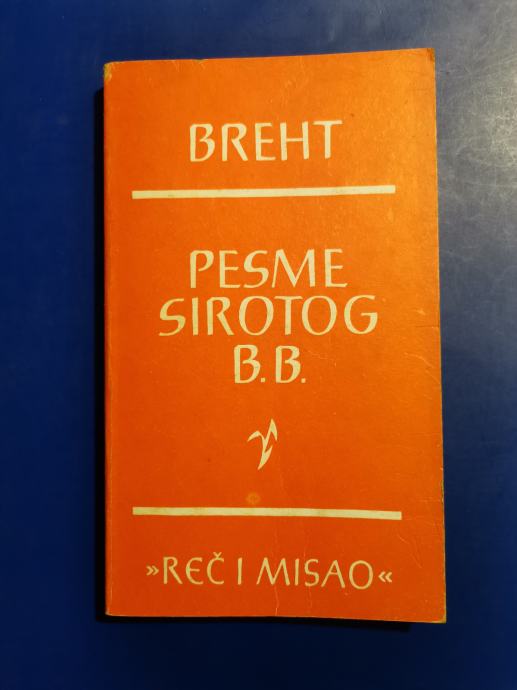 BREHT
PESME
SIROTOG
B. B.
»REČ I MISAO«